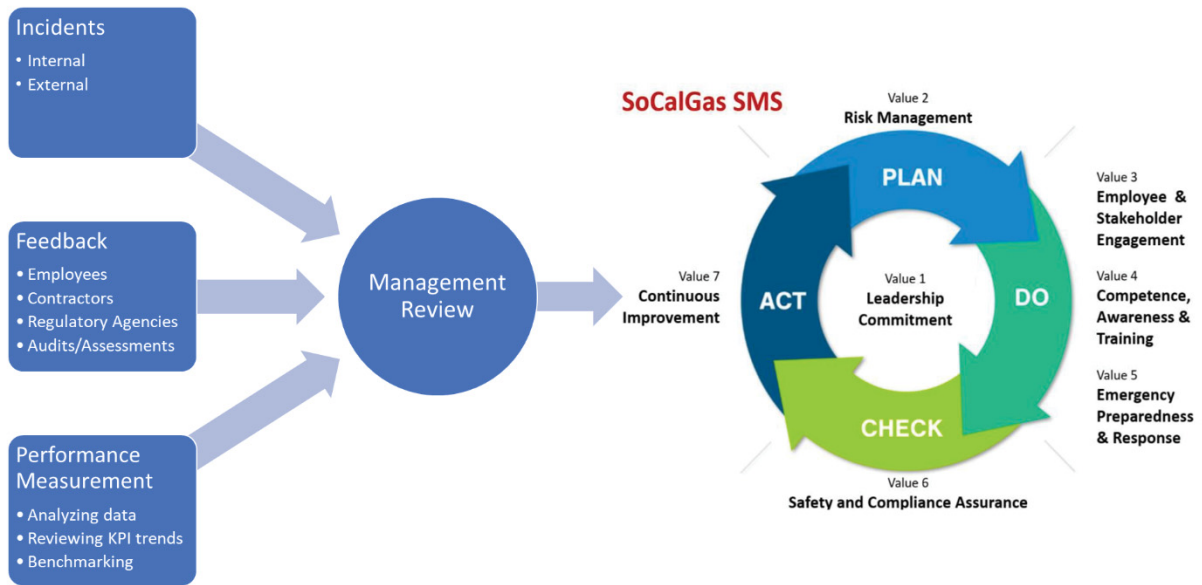 Incidents
• Internal
• External
Feedback
• Employees
• Contractors
• Regulatory Agencies
• Audits/Assessments
Performance
Measurement
• Analyzing data
• Reviewing KPI trends
• Benchmarking
Management
Review
SoCalGas SMS
Value 2
Risk Management
PLAN
Value 3
Employee &
Stakeholder
Engagement
Value 4
Competence,
Awareness &
Training
Value 5
Emergency
Preparedness
& Response
DO
Value 1
Leadership
Commitment
Value 7
Continuous
Improvement
ACT
CHECK
Value 6
Safety and Compliance Assurance